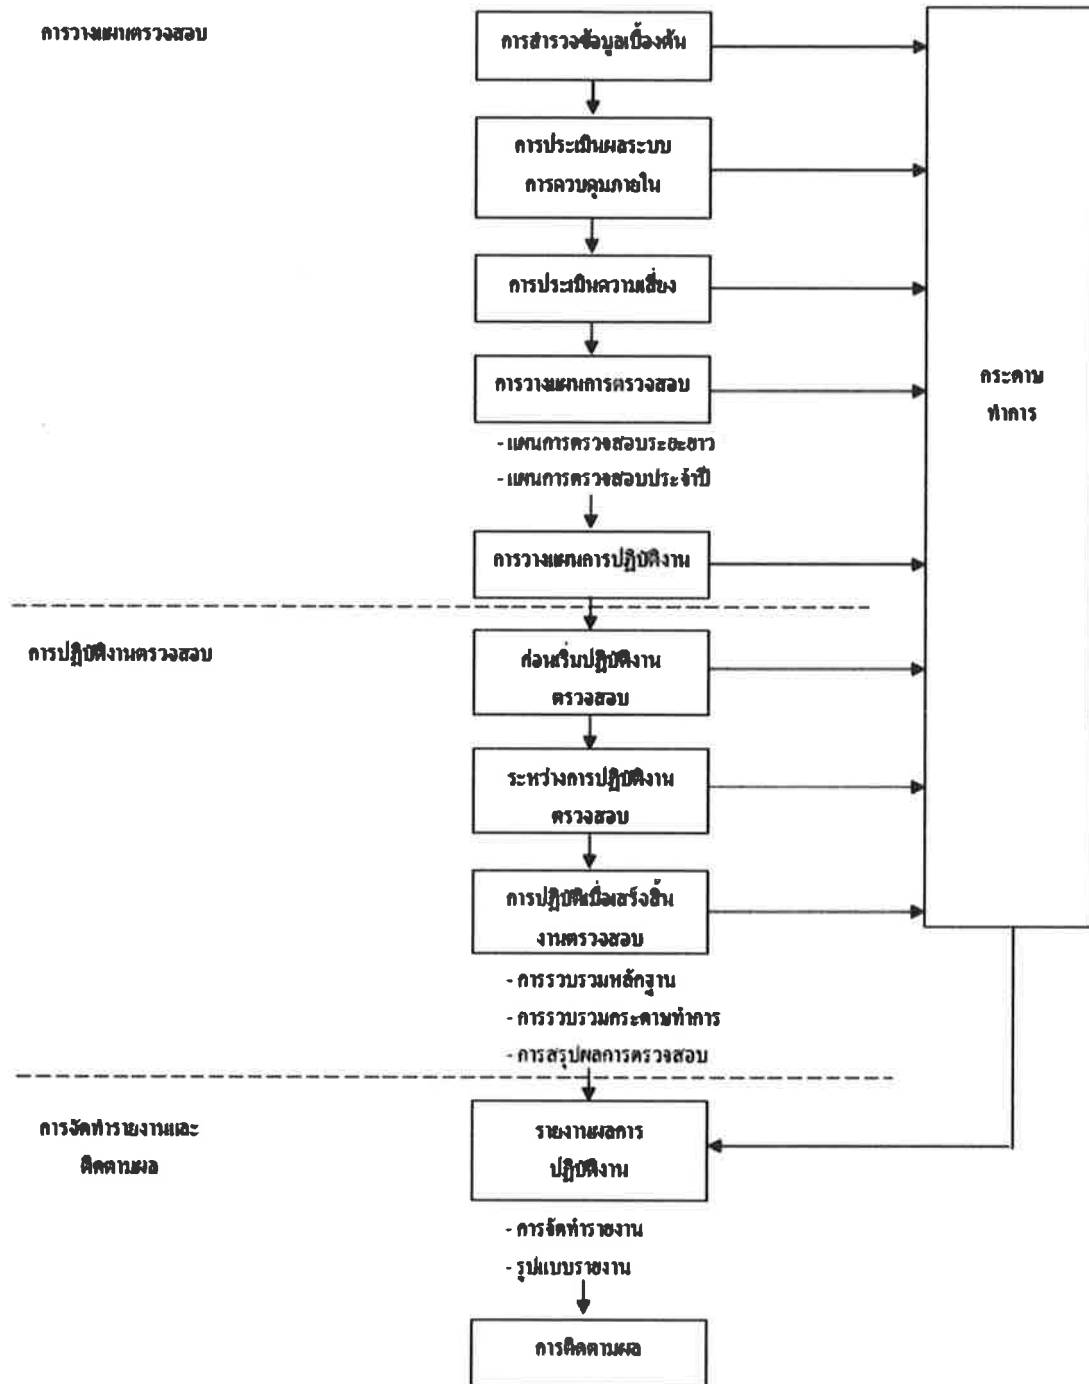 การวางแผนตรวจสอบ
การสำรวจข้อมูลเบื้องต้น
การประเมินผลระบบ
การควบคุมภายใน
การประเมินความเสี่ยง
การวางแผนการตรวจสอบ
- แผนการตรวจสอบระยะยาว
- แผนการตรวจสอบประจำปี
การวางแผนการปฏิบัติงาน
กระดาษ
ทำการ
การปฏิบัติงานตรวจสอบ
ก่อนเริ่มปฏิบัติงาน
ตรวจสอบ
ระหว่างการปฏิบัติงาน
ตรวจสอบ
การปฏิบัติเมื่อเสร็จสิ้น
งานตรวจสอบ
- การรวบรวมหลักฐาน
- การรวบรวมกระดาษทำการ
- การสรุปผลการตรวจสอบ
การจัดทำรายงานและ
ติดตามผล
รายงานผลการ
ปฏิบัติงาน
- การจัดทำรายงาน
- รูปแบบรายงาน
การติดตามผล